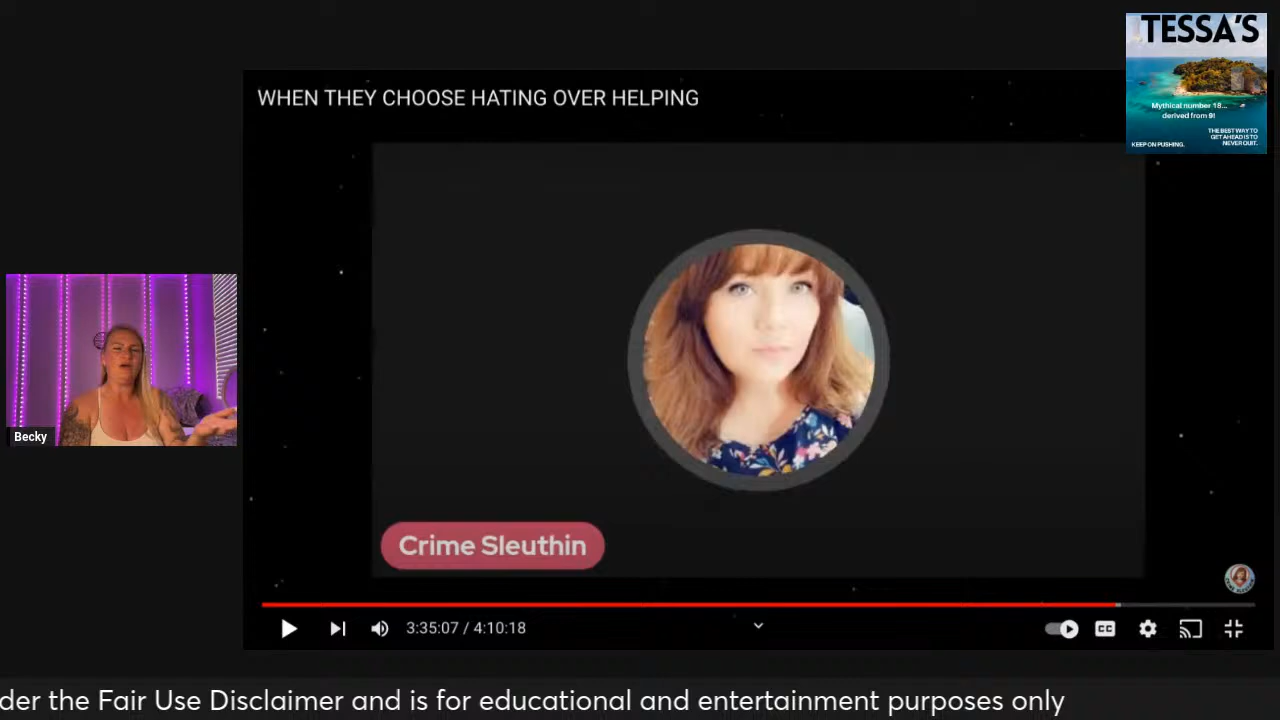 TESSA'S
Mythical number 18...
derived from 9!
THE BEST WAY TO
GET AHEAD IS TO
NEVER QUIT.
KEEP ON PUSHING.
WHEN THEY CHOOSE HATING OVER HELPING
Becky
Crime Sleuthin
3:35:07 / 4:10:18
CC
der the Fair Use Disclaimer and is for educational and entertainment purposes only